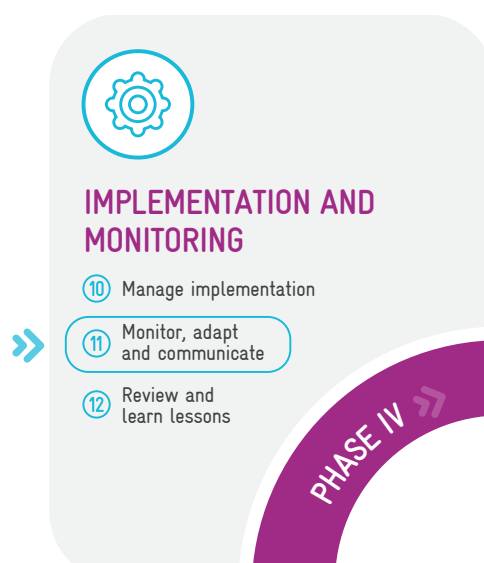 IMPLEMENTATION AND
MONITORING
10 Manage implementation
11 Monitor, adapt
and communicate
12 Review and
learn lessons
PHASE IV